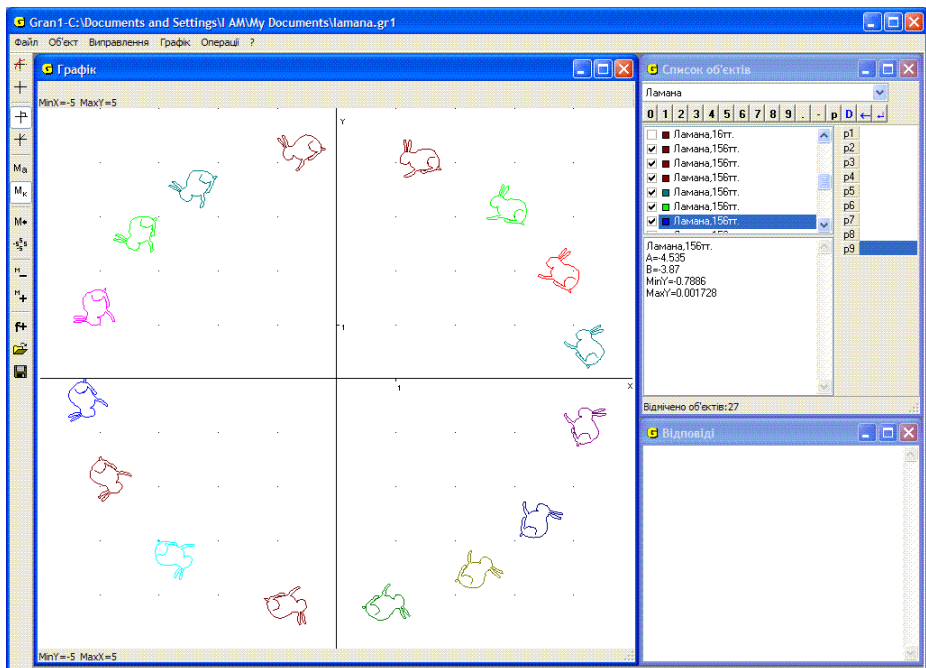 Gran1-C:\Documents and Settings\I AM\My Documents\lamana.gr1
Файл Об'єкт Виправлення Графік Операції ?
Графік
MinX=-5 MaxY=5
Y
1
X
1
MinY=-5 MaxX=5
Ma
Mк
M+
M
M+
f+
Список об'єктів
Ламана
0 1 2 3 4 5 6 7 8 9 . - p D ← ↵
Ламана,16тт.
Ламана,156тт.
Ламана,156тт.
Ламана,156тт.
Ламана,156тт.
Ламана,156тт.
Ламана,156тт.
p1
p2
p3
p4
p5
p6
p7
p8
p9
Ламана,156тт.
A=-4.535
B=-3.87
MinY=-0.7886
MaxY=0.001728
Відмічено об'єктів:27
Відповіді